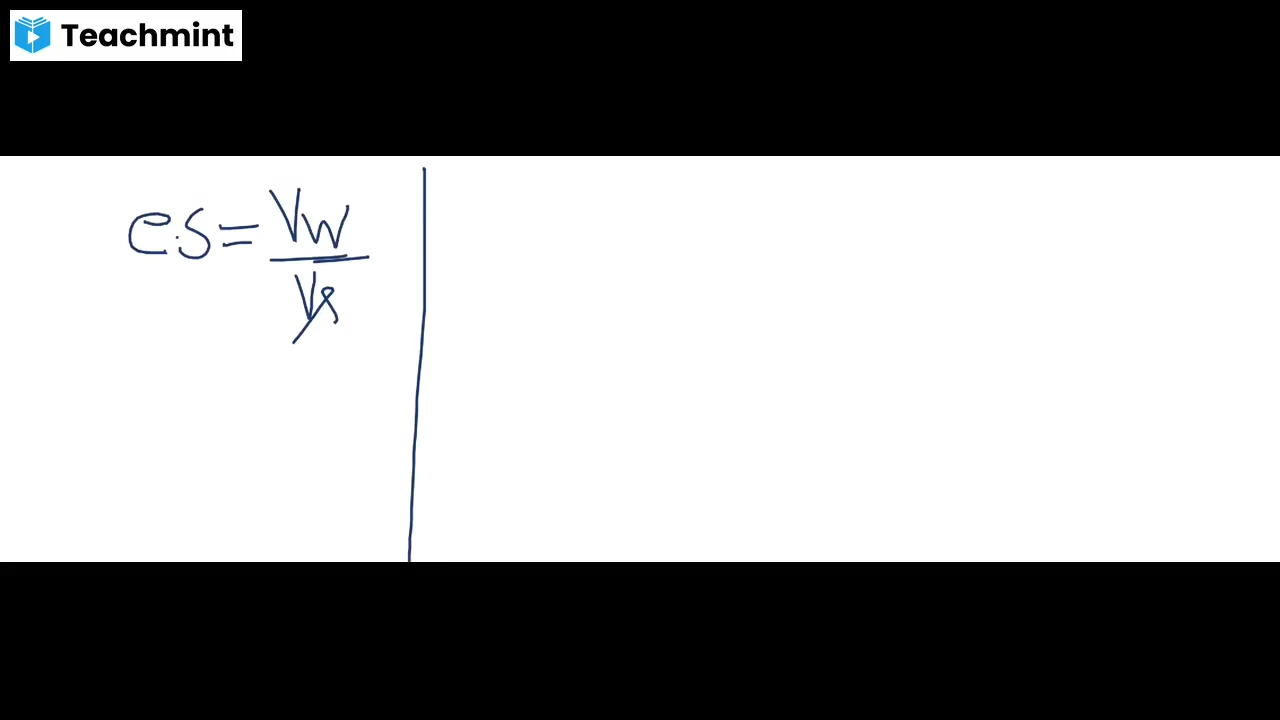 Teachmint
e.s = Vw
Vs